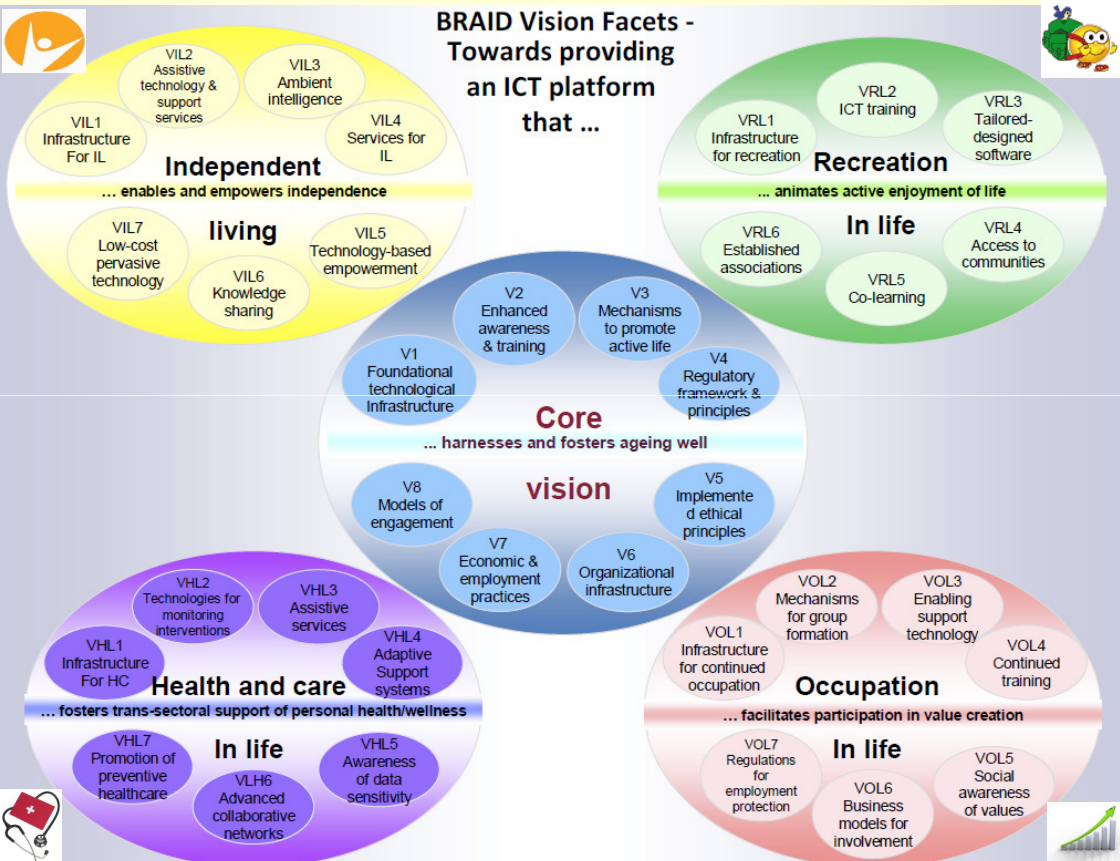 BRAID Vision Facets -
Towards providing
an ICT platform
that ...
VIL1
Infrastructure
For IL
VIL2
Assistive
technology &
support
services
VIL3
Ambient
intelligence
VIL4
Services for
IL
Independent
... enables and empowers independence
living
VIL5
Technology-based
empowerment
VIL6
Knowledge
sharing
VIL7
Low-cost
pervasive
technology
VRL1
Infrastructure
for recreation
VRL2
ICT training
VRL3
Tailored-
designed
software
Recreation
... animates active enjoyment of life
In life
VRL4
Access to
communities
VRL5
Co-learning
VRL6
Established
associations
V1
Foundational
technological
Infrastructure
V2
Enhanced
awareness
& training
V3
Mechanisms
to promote
active life
V4
Regulatory
framework &
principles
Core
... harnesses and fosters ageing well
vision
V5
Implemente
d ethical
principles
V6
Organizational
infrastructure
V7
Economic &
employment
practices
V8
Models of
engagement
VHL1
Infrastructure
For HC
VHL2
Technologies for
monitoring
interventions
VHL3
Assistive
services
VHL4
Adaptive
Support
systems
Health and care
... fosters trans-sectoral support of personal health/wellness
In life
VHL5
Awareness
of data
sensitivity
VLH6
Advanced
collaborative
networks
VHL7
Promotion of
preventive
healthcare
VOL1
Infrastructure
for continued
occupation
VOL2
Mechanisms
for group
formation
VOL3
Enabling
support
technology
VOL4
Continued
training
Occupation
... facilitates participation in value creation
In life
VOL5
Social
awareness
of values
VOL6
Business
models for
involvement
VOL7
Regulations
for
employment
protection